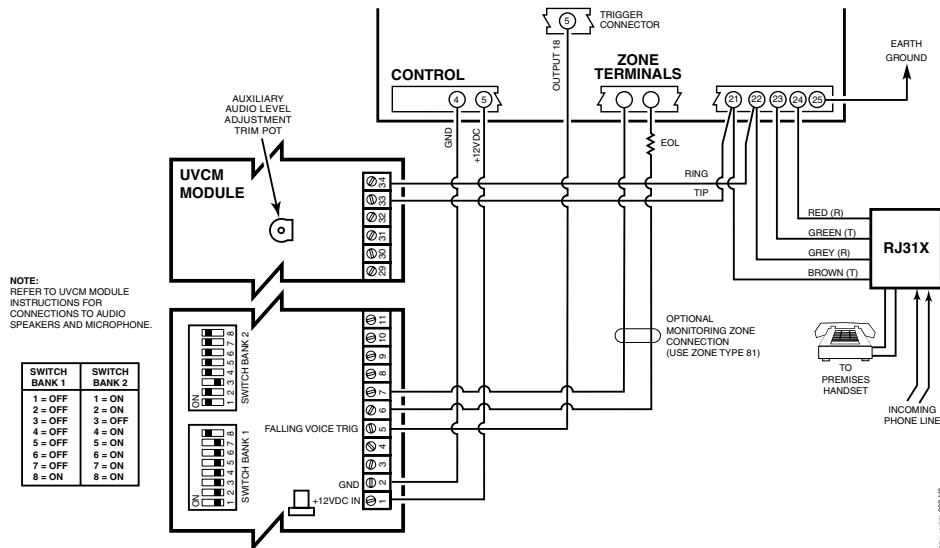 5
TRIGGER
CONNECTOR
OUTPUT 18
CONTROL
4
5
ZONE
TERMINALS
21
22
23
24
25
EARTH
GROUND
AUXILIARY
AUDIO LEVEL
ADJUSTMENT
TRIM POT
GND
+12VDC
EOL
UVCM
MODULE
34
33
32
31
30
29
RING
TIP
RED (R)
GREEN (T)
GREY (R)
BROWN (T)
RJ31X
NOTE:
REFER TO UVCM MODULE
INSTRUCTIONS FOR
CONNECTIONS TO AUDIO
SPEAKERS AND MICROPHONE.
ON
1 2 3 4 5 6 7 8
SWITCH BANK 2
11
10
9
8
7
6
5
4
3
2
1
OPTIONAL
MONITORING ZONE
CONNECTION
(USE ZONE TYPE 81)
TO
PREMISES
HANDSET
INCOMING
PHONE LINE
SWITCH BANK 1 SWITCH BANK 2
1 = OFF 1 = ON
2 = OFF 2 = ON
3 = OFF 3 = OFF
4 = OFF 4 = ON
5 = OFF 5 = ON
6 = OFF 6 = ON
7 = OFF 7 = ON
8 = ON 8 = ON
FALLING VOICE TRIG
ON
1 2 3 4 5 6 7 8
SWITCH BANK 1
GND
+12VDC IN